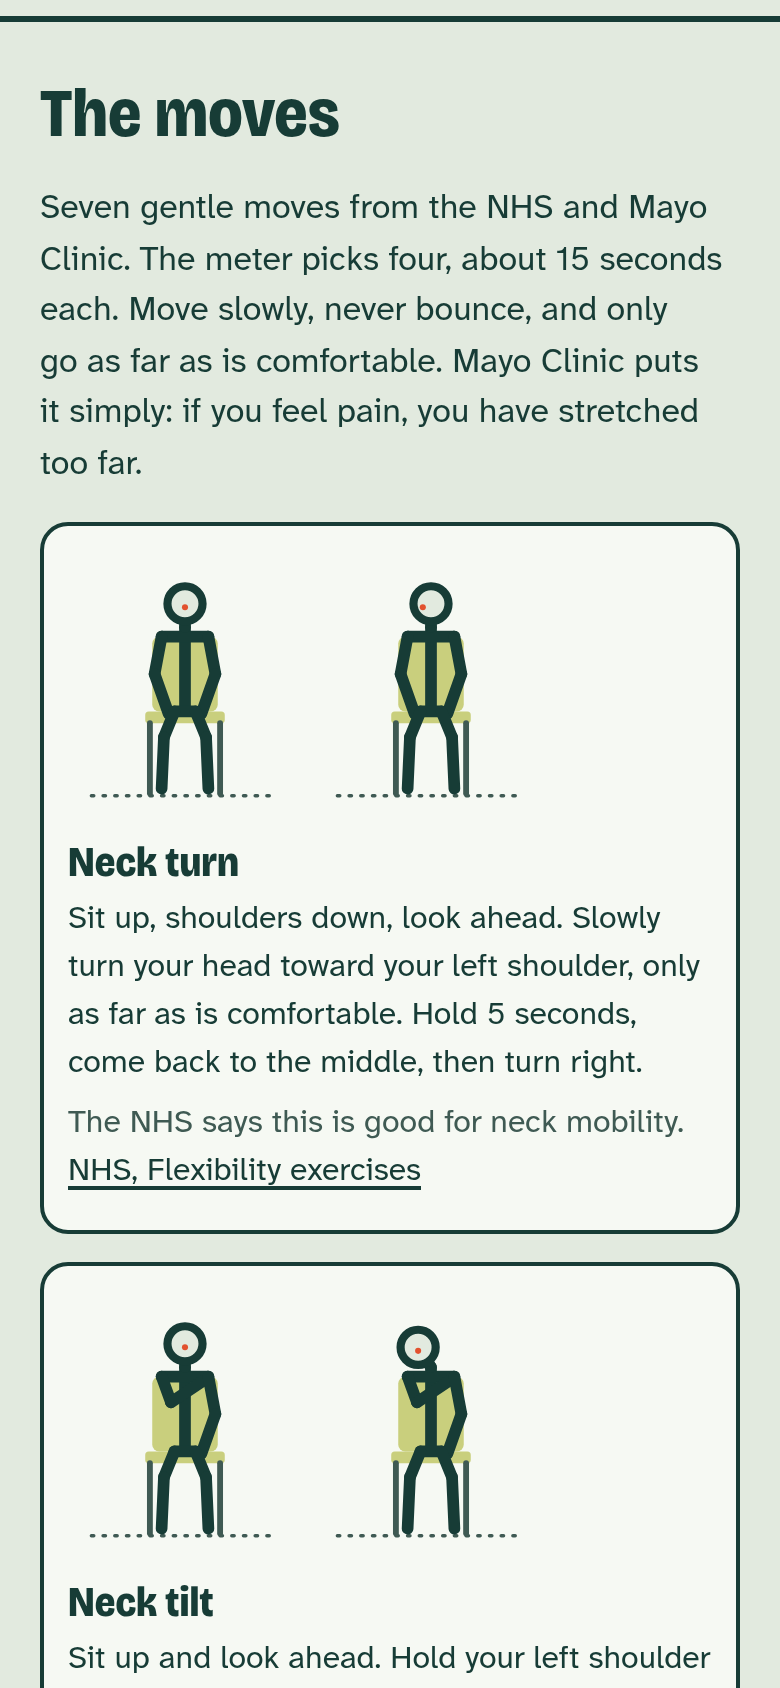 The moves
Seven gentle moves from the NHS and Mayo
Clinic. The meter picks four, about 15 seconds
each. Move slowly, never bounce, and only
go as far as is comfortable. Mayo Clinic puts
it simply: if you feel pain, you have stretched
too far.
Neck turn
Sit up, shoulders down, look ahead. Slowly
turn your head toward your left shoulder, only
as far as is comfortable. Hold 5 seconds,
come back to the middle, then turn right.
The NHS says this is good for neck mobility.
NHS, Flexibility exercises
Neck tilt
Sit up and look ahead. Hold your left shoulder